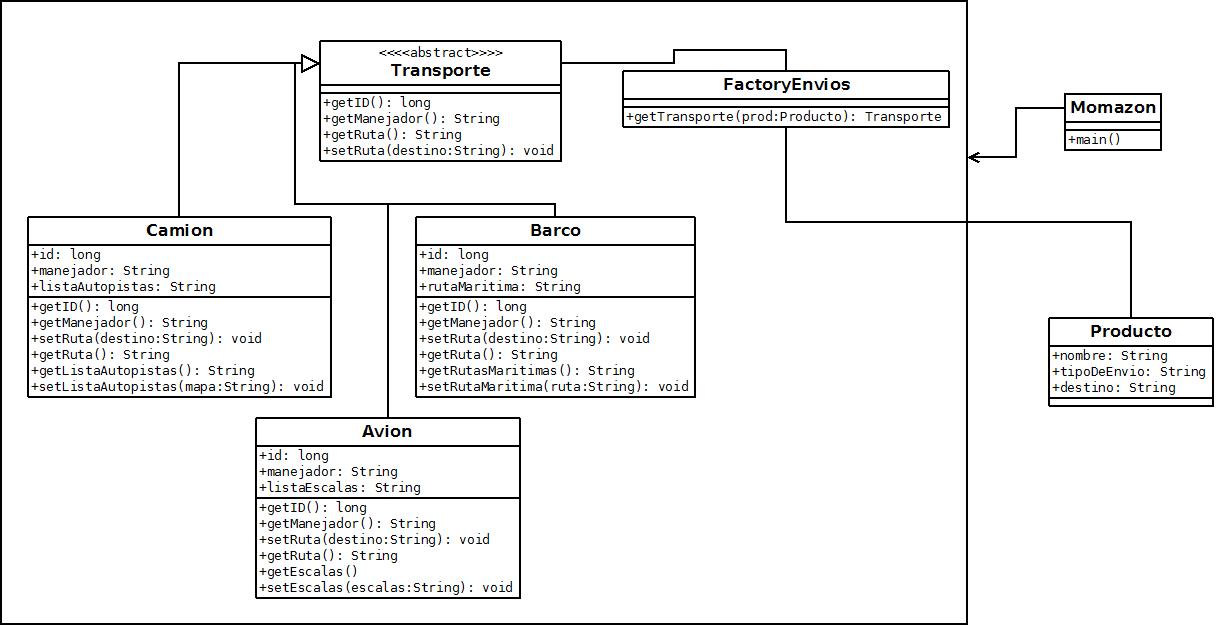 <<<<abstract>>>>
Transporte
+getID(): long
+getManejador(): String
+getRuta(): String
+setRuta(destino:String): void
FactoryEnvios
+getTransporte(prod:Producto): Transporte
Momazon
+main()
Camion
+id: long
+manejador: String
+listaAutopistas: String
+getID(): long
+getManejador(): String
+setRuta(destino:String): void
+getRuta(): String
+getListaAutopistas(): String
+setListaAutopistas(mapa:String): void
Barco
+id: long
+manejador: String
+rutaMaritima: String
+getID(): long
+getManejador(): String
+setRuta(destino:String): void
+getRuta(): String
+getRutasMaritimas(): String
+setRutaMaritima(ruta:String): void
Producto
+nombre: String
+tipoDeEnvio: String
+destino: String
Avion
+id: long
+manejador: String
+listaEscalas: String
+getID(): long
+getManejador(): String
+setRuta(destino:String): void
+getRuta(): String
+getEscalas()
+setEscalas(escalas:String): void